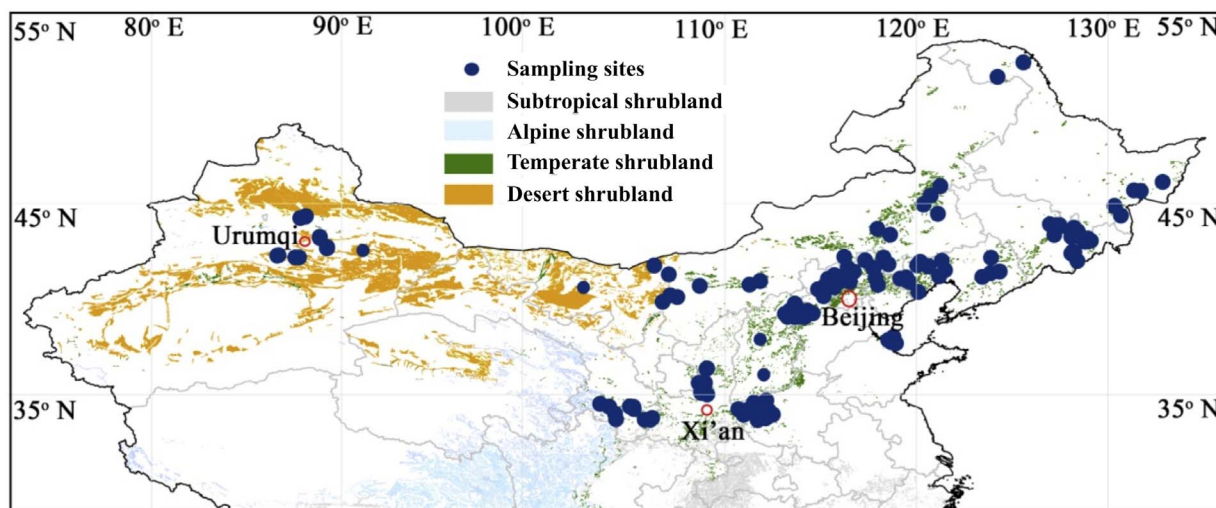 55° N 80° E 90° E 100° E 110° E 120° E 130° E 55° N
Sampling sites
Subtropical shrubland
Alpine shrubland
Temperate shrubland
Desert shrubland
45° N 45° N
Urumqi
Beijing
35° N 35° N
Xi'an